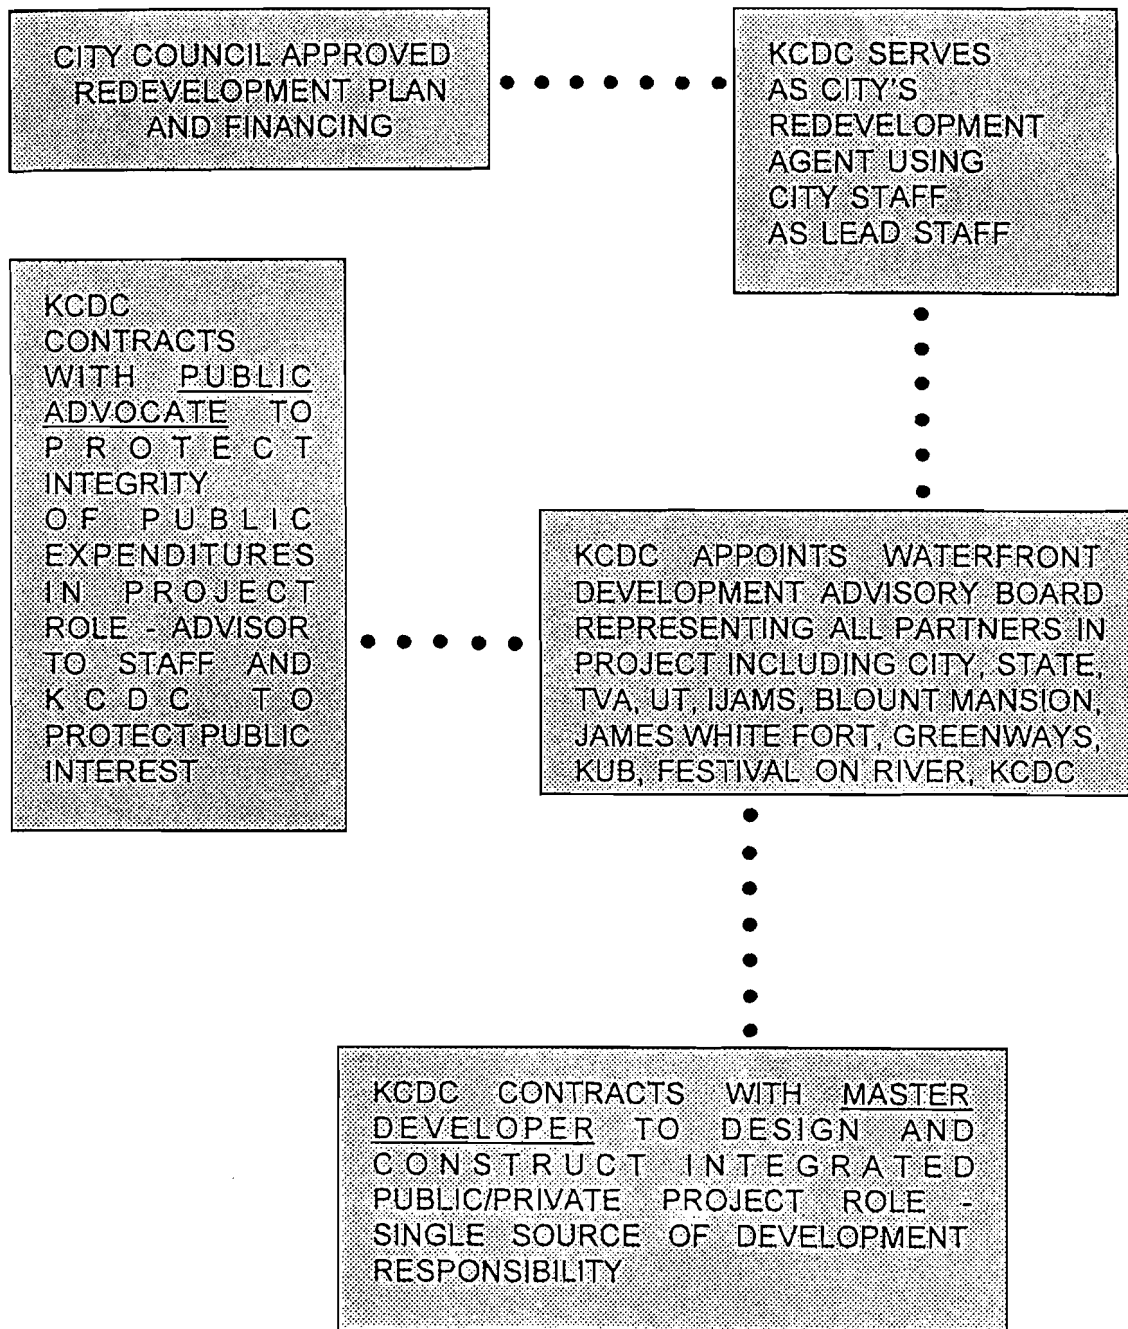 CITY COUNCIL APPROVED
REDEVELOPMENT PLAN
AND FINANCING
KCDC SERVES
AS CITY'S
REDEVELOPMENT
AGENT USING
CITY STAFF
AS LEAD STAFF
KCDC
CONTRACTS
WITH PUBLIC
ADVOCATE TO
PROTECT
INTEGRITY
OF PUBLIC
EXPENDITURES
IN PROJECT
ROLE - ADVISOR
TO STAFF AND
KCDC TO
PROTECT PUBLIC
INTEREST
KCDC APPOINTS WATERFRONT
DEVELOPMENT ADVISORY BOARD
REPRESENTING ALL PARTNERS IN
PROJECT INCLUDING CITY, STATE,
TVA, UT, IJAMS, BLOUNT MANSION,
JAMES WHITE FORT, GREENWAYS,
KUB, FESTIVAL ON RIVER, KCDC
KCDC CONTRACTS WITH MASTER
DEVELOPER TO DESIGN AND
CONSTRUCT INTEGRATED
PUBLIC/PRIVATE PROJECT ROLE -
SINGLE SOURCE OF DEVELOPMENT
RESPONSIBILITY